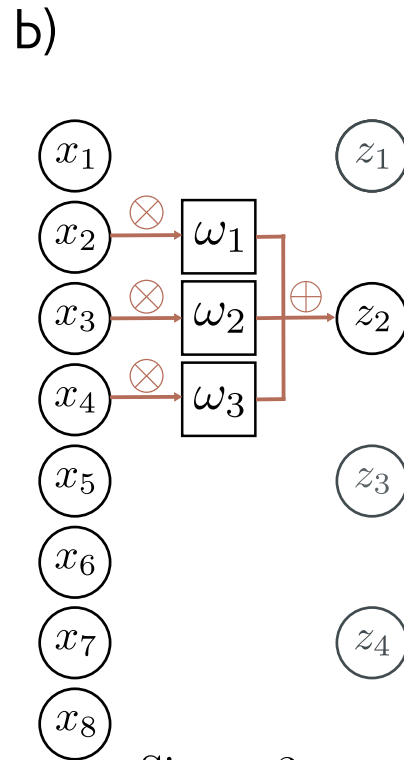 b)
x₁ z₁
x₂ ⊗ ω₁
x₃ ⊗ ω₂ ⊕ z₂
x₄ ⊗ ω₃
x₅ z₃
x₆
x₇ z₄
x₈